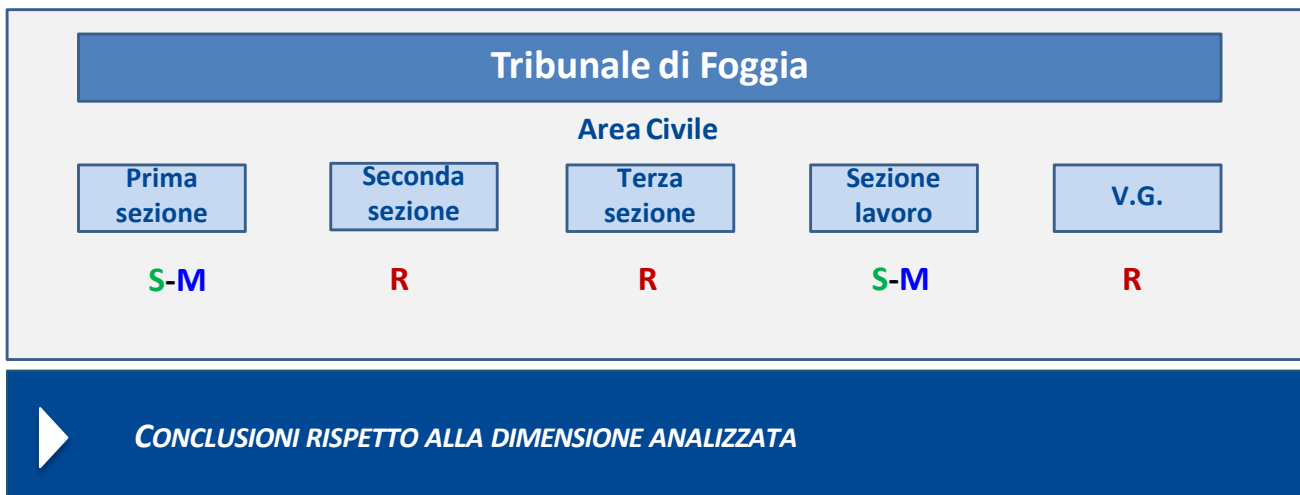 Tribunale di Foggia
Area Civile
Prima
sezione
Seconda
sezione
Terza
sezione
Sezione
lavoro
V.G.
S-M
R
R
S-M
R
CONCLUSIONI RISPETTO ALLA DIMENSIONE ANALIZZATA